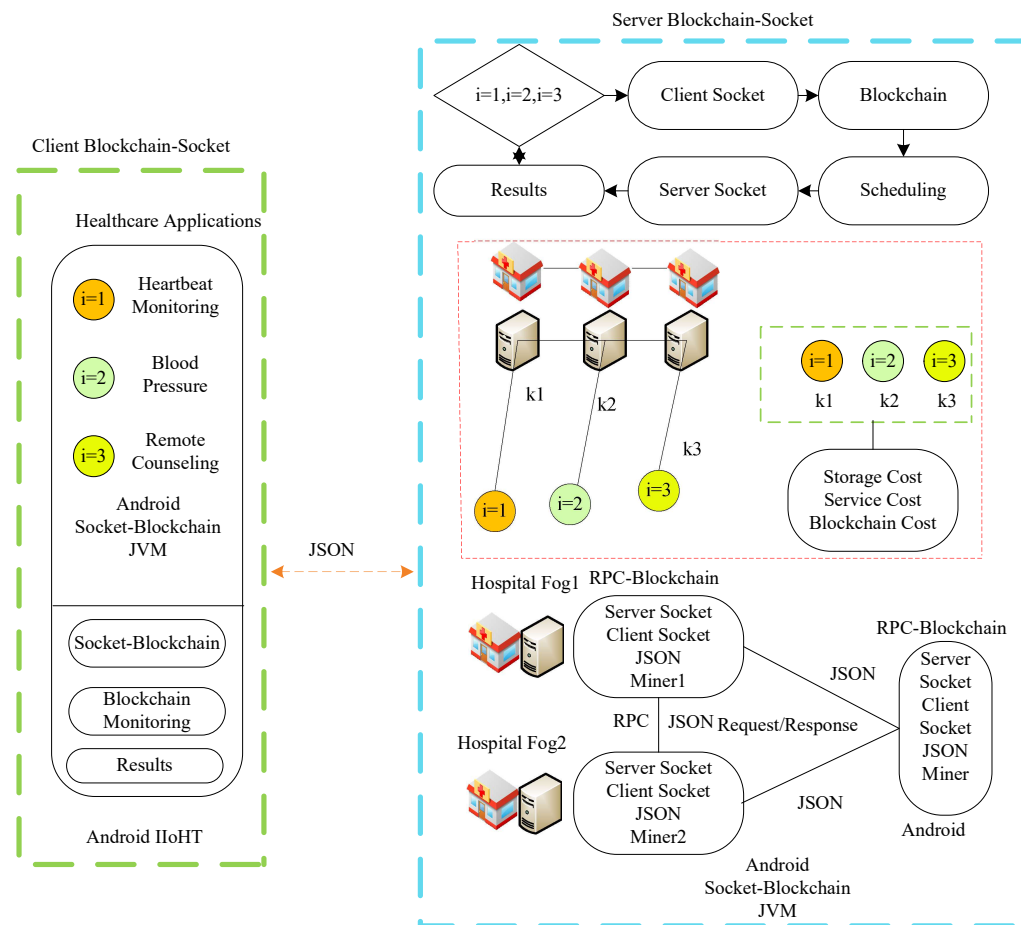 Server Blockchain-Socket
i=1,i=2,i=3
Client Socket
Blockchain
Results
Server Socket
Scheduling
Client Blockchain-Socket
Healthcare Applications
i=1
Heartbeat
Monitoring
i=2
Blood
Pressure
i=3
Remote
Counseling
Android
Socket-Blockchain
JVM
Socket-Blockchain
Blockchain
Monitoring
Results
Android IIoHT
JSON
k1
k2
k3
i=1
i=2
i=3
i=1
i=2
i=3
k1
k2
k3
Storage Cost
Service Cost
Blockchain Cost
Hospital Fog1
RPC-Blockchain
Server Socket
Client Socket
JSON
Miner1
RPC
JSON
Request/Response
JSON
Hospital Fog2
Server Socket
Client Socket
JSON
Miner2
JSON
RPC-Blockchain
Server
Socket
Client
Socket
JSON
Miner
Android
Android
Socket-Blockchain
JVM